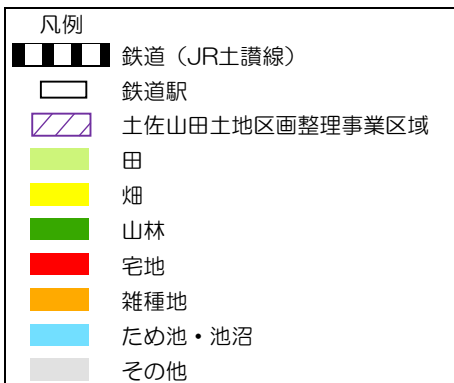 凡例
鉄道（JR土讃線）
鉄道駅
土佐山田土地区画整理事業区域
田
畑
山林
宅地
雑種地
ため池・池沼
その他